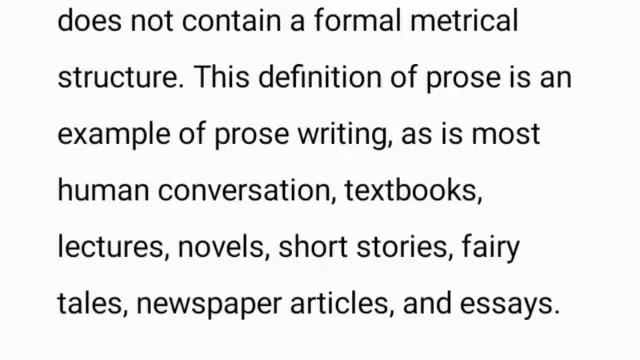 does not contain a formal metrical
structure. This definition of prose is an
example of prose writing, as is most
human conversation, textbooks,
lectures, novels, short stories, fairy
tales, newspaper articles, and essays.